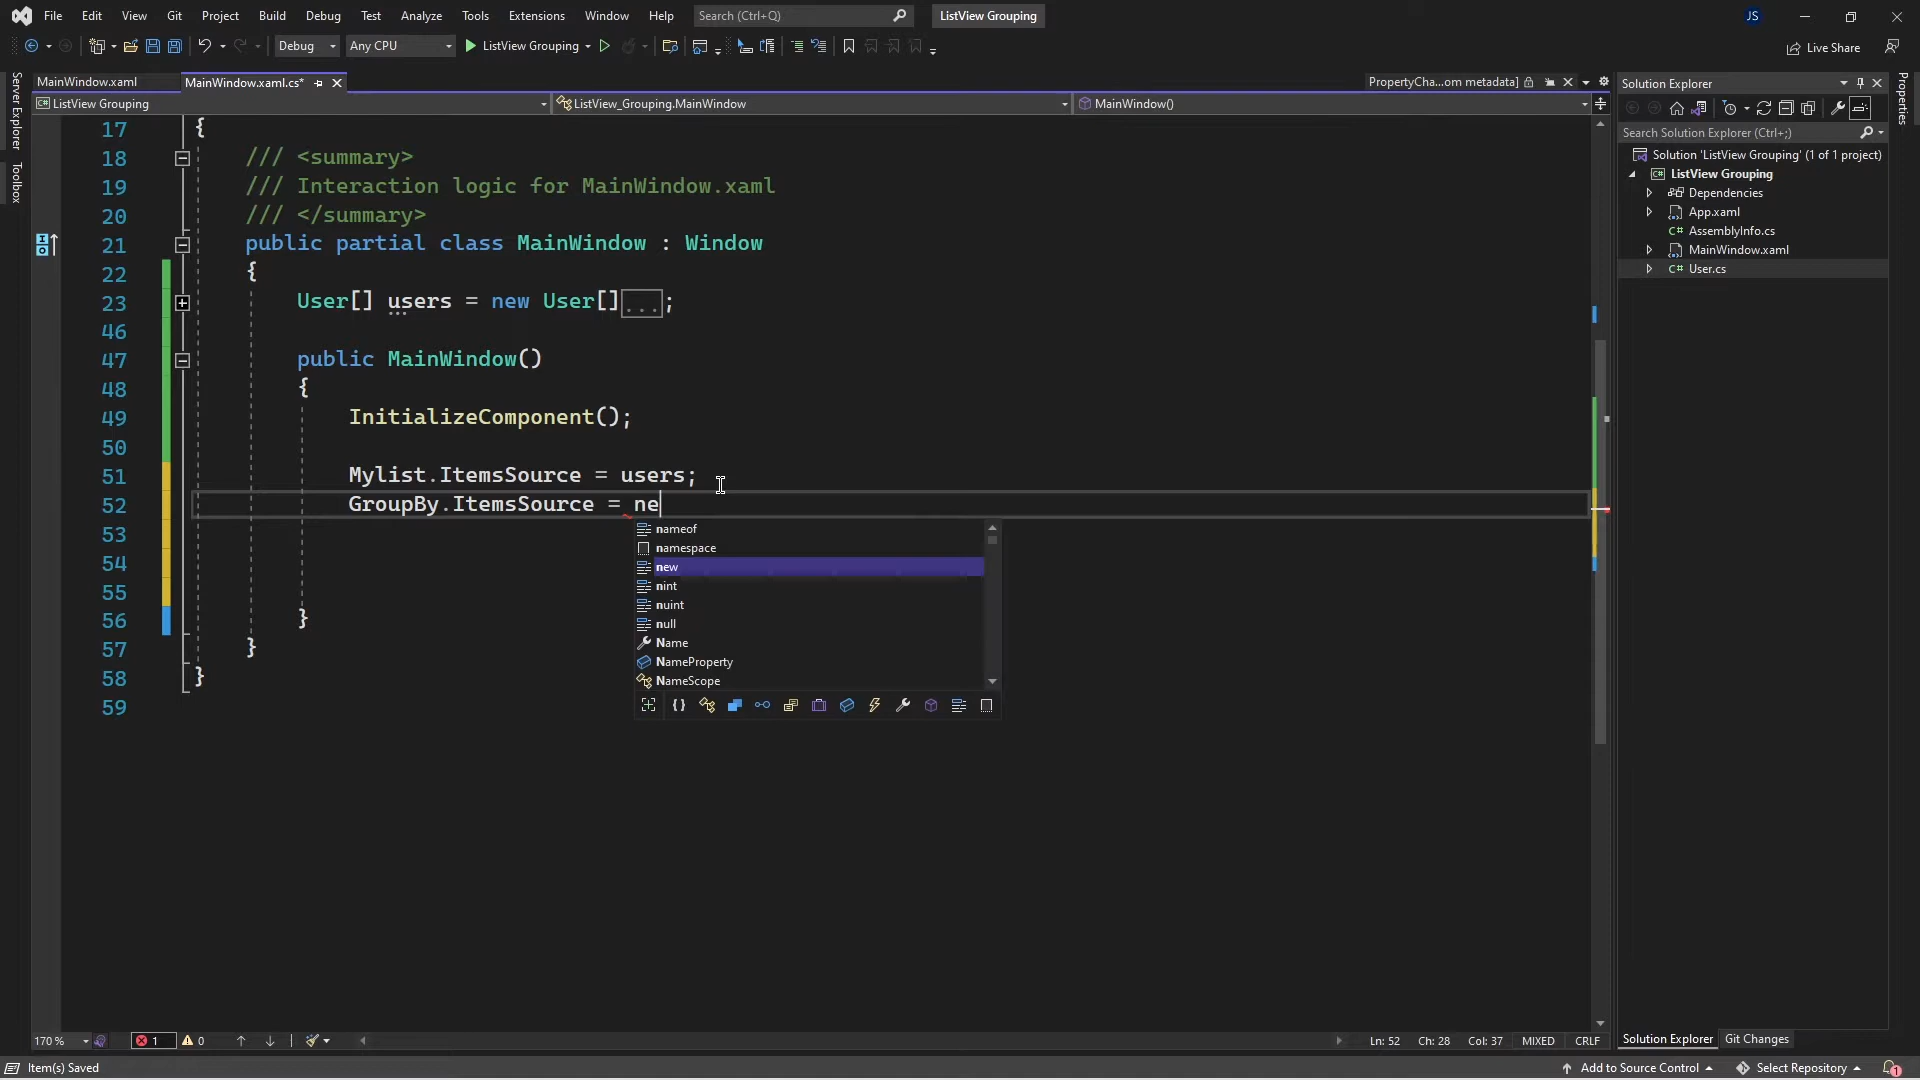 File Edit View Git Project Build Debug Test Analyze Tools Extensions Window Help Search (Ctrl+Q) ListView Grouping JS
Debug Any CPU ListView Grouping Live Share
MainWindow.xaml MainWindow.xaml.cs* PropertyCha...om metadata]
ListView Grouping ListView_Grouping.MainWindow MainWindow()
Server Explorer
Toolbox
17 {
18 /// <summary>
19 /// Interaction logic for MainWindow.xaml
20 /// </summary>
21 public partial class MainWindow : Window
22 {
23 User[] users = new User[]...;
46
47 public MainWindow()
48 {
49 InitializeComponent();
50
51 Mylist.ItemsSource = users;
52 GroupBy.ItemsSource = ne
53
54
55
56 }
57 }
58 }
59
nameof
namespace
new
nint
nuint
null
Name
NameProperty
NameScope
Solution Explorer
Search Solution Explorer (Ctrl+;)
Solution 'ListView Grouping' (1 of 1 project)
C# ListView Grouping
Dependencies
App.xaml
C# AssemblyInfo.cs
MainWindow.xaml
C# User.cs
Properties
170 % 1 0 Ln: 52 Ch: 28 Col: 37 MIXED CRLF
Solution Explorer Git Changes
Item(s) Saved Add to Source Control Select Repository 1